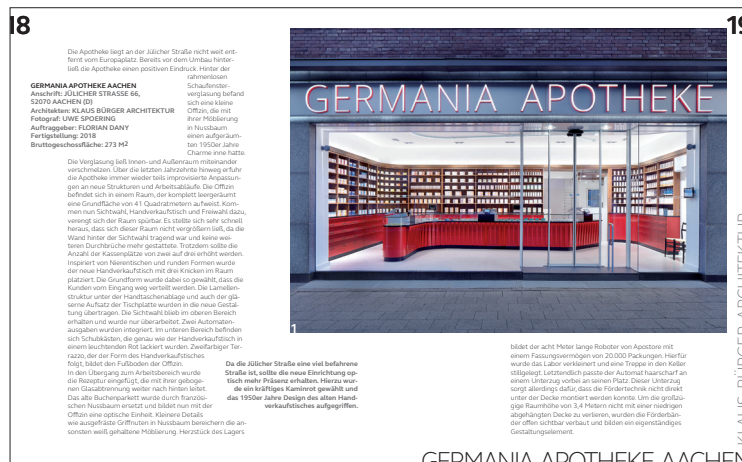 18
19
Die Apotheke liegt an der Jülicher Straße nicht weit ent-
fernt vom Europaplatz. Bereits vor dem Umbau hinter-
ließ die Apotheke einen positiven Eindruck. Hinter der
rahmenlosen
Schaufenster-
verglasung befand
sich eine kleine
Offizin, die mit
ihrer Möblierung
in Nussbaum
einen aufgeräum-
ten 1950er Jahre
Charme inne hatte.
GERMANIA APOTHEKE AACHEN
Anschrift: JÜLICHER STRASSE 66,
52070 AACHEN (D)
Architekten: KLAUS BÜRGER ARCHITEKTUR
Fotograf: UWE SPOERING
Auftraggeber: FLORIAN DANY
Fertigstellung: 2018
Bruttogeschossfläche: 273 M2
Die Verglasung ließ Innen- und Außenraum miteinander
verschmelzen. Über die letzten Jahrzehnte hinweg erfuhr
die Apotheke immer wieder teils improvisierte Anpassun-
gen an neue Strukturen und Arbeitsabläufe. Die Offizin
befindet sich in einem Raum, der komplett leergeräumt
eine Grundfläche von 41 Quadratmetern aufweist. Kom-
men nun Sichtwahl, Handverkaufstisch und Freiwahl dazu,
verengt sich der Raum spürbar. Es stellte sich sehr schnell
heraus, dass sich dieser Raum nicht vergrößern ließ, da die
Wand hinter der Sichtwahl tragend war und keine wei-
teren Durchbrüche mehr gestattete. Trotzdem sollte die
Anzahl der Kassenplätze von zwei auf drei erhöht werden.
Inspiriert von Nierentischen und runden Formen wurde
der neue Handverkaufstisch mit drei Knicken im Raum
platziert. Die Grundform wurde dabei so gewählt, dass die
Kunden vom Eingang weg verteilt werden. Die Lamellen-
struktur unter der Handtaschenablage und auch der glä-
serne Aufsatz der Tischplatte wurden in die neue Gestal-
tung übertragen. Die Sichtwahl blieb im oberen Bereich
erhalten und wurde nur überarbeitet. Zwei Automaten-
ausgaben wurden integriert. Im unteren Bereich befinden
sich Schubkästen, die genau wie der Handverkaufstisch in
einem leuchtenden Rot lackiert wurden. Zweifarbiger Ter-
razzo, der der Form des Handverkaufstisches
folgt, bildet den Fußboden der Offizin.
In den Übergang zum Arbeitsbereich wurde
die Rezeptur eingefügt, die mit ihrer geboge-
nen Glasabtrennung weiter nach hinten leitet.
Das alte Buchenparkett wurde durch französi-
schen Nussbaum ersetzt und bildet nun mit der
Offizin eine optische Einheit. Kleinere Details
wie ausgefräste Griffnuten in Nussbaum bereichern die an-
sonsten weiß gehaltene Möblierung. Herzstück des Lagers
Da die Jülicher Straße eine viel befahrene
Straße ist, sollte die neue Einrichtung op-
tisch mehr Präsenz erhalten. Hierzu wur-
de ein kräftiges Kaminrot gewählt und
das 1950er Jahre Design des alten Hand-
verkaufstisches aufgegriffen.
GERMANIA APOTHEKE
1
bildet der acht Meter lange Roboter von Apostore mit
einem Fassungsvermögen von 20.000 Packungen. Hierfür
wurde das Labor verkleinert und eine Treppe in den Keller
stillgelegt. Letztendlich passte der Automat haarscharf an
einem Unterzug vorbei an seinen Platz. Dieser Unterzug
sorgt allerdings dafür, dass die Fördertechnik nicht direkt
unter der Decke montiert werden konnte. Um die großzü-
gige Raumhöhe von 3,4 Metern nicht mit einer niedrigen
abgehängten Decke zu verlieren, wurden die Förderbän-
der offen sichtbar verbaut und bilden ein eigenständiges
Gestaltungselement.
KLAUS BÜRGER ARCHITEKTUR
GERMANIA APOTHEKE AACHEN